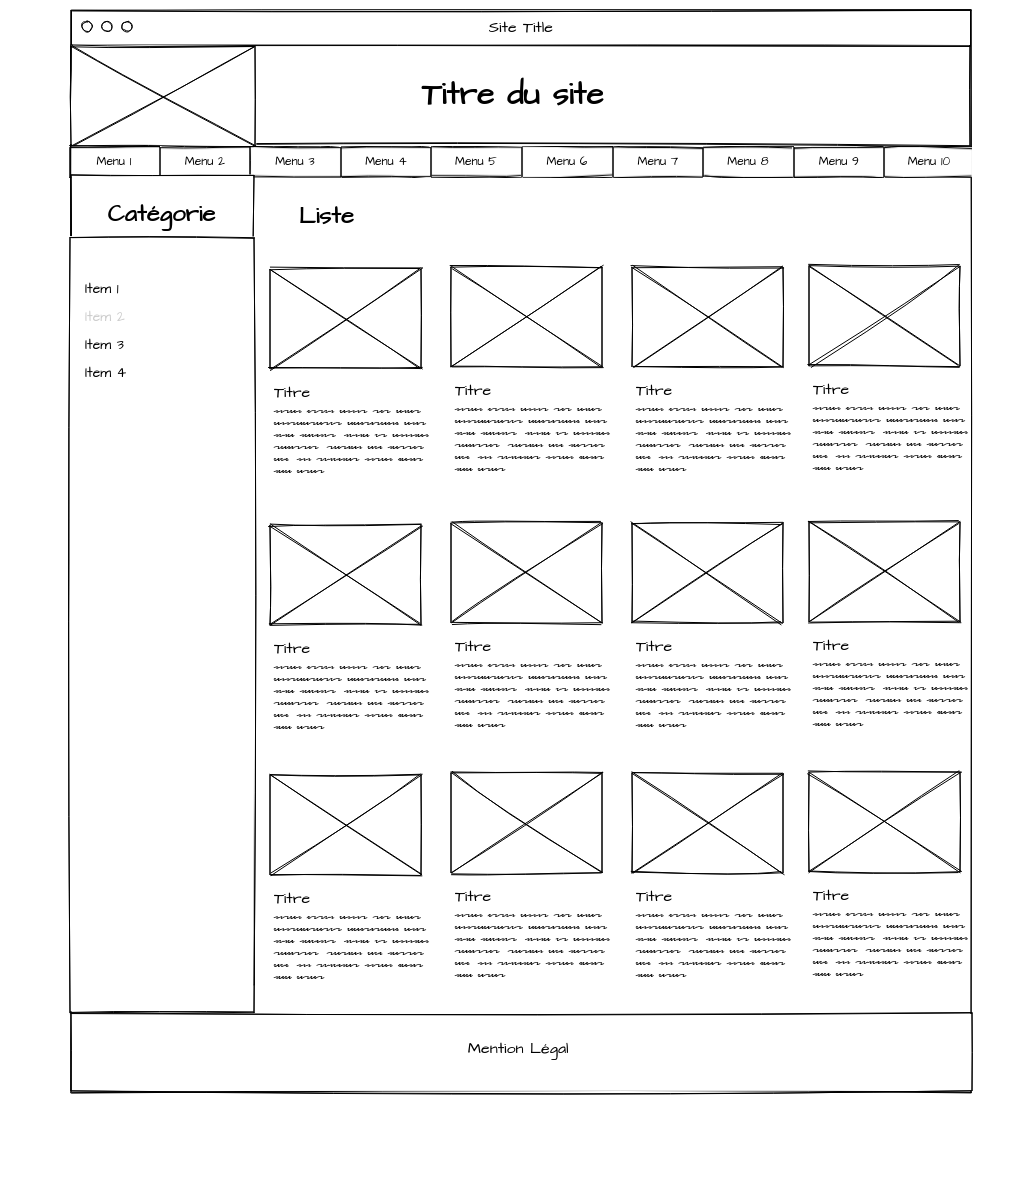 Site Title
Titre du site
Menu 1 Menu 2 Menu 3 Menu 4 Menu 5 Menu 6 Menu 7 Menu 8 Menu 9 Menu 10
Catégorie
Liste
Item 1
Item 2
Item 3
Item 4
Titre Titre Titre Titre
Titre Titre Titre Titre
Titre Titre Titre Titre
Mention Légal